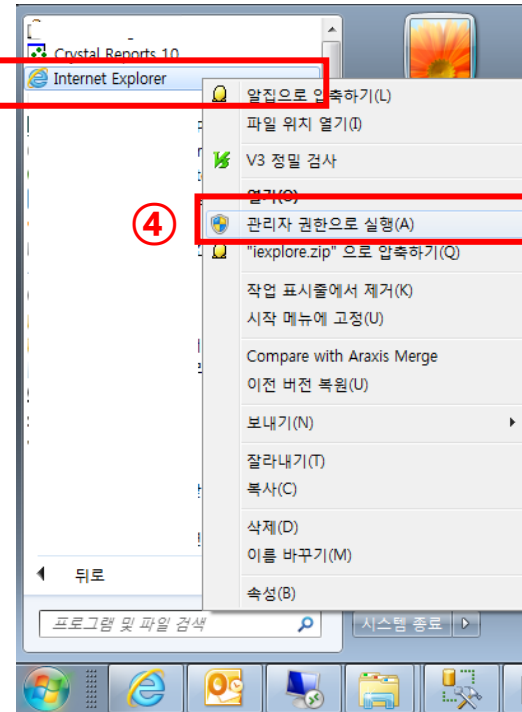 Crystal Reports 10
Internet Explorer
알집으로 압축하기(L)
파일 위치 열기(I)
V3 정밀 검사
열기(O)
④
관리자 권한으로 실행(A)
"iexplore.zip" 으로 압축하기(Q)
작업 표시줄에서 제거(K)
시작 메뉴에 고정(U)
Compare with Araxis Merge
이전 버전 복원(U)
보내기(N)
잘라내기(T)
복사(C)
삭제(D)
이름 바꾸기(M)
뒤로
속성(B)
프로그램 및 파일 검색
시스템 종료